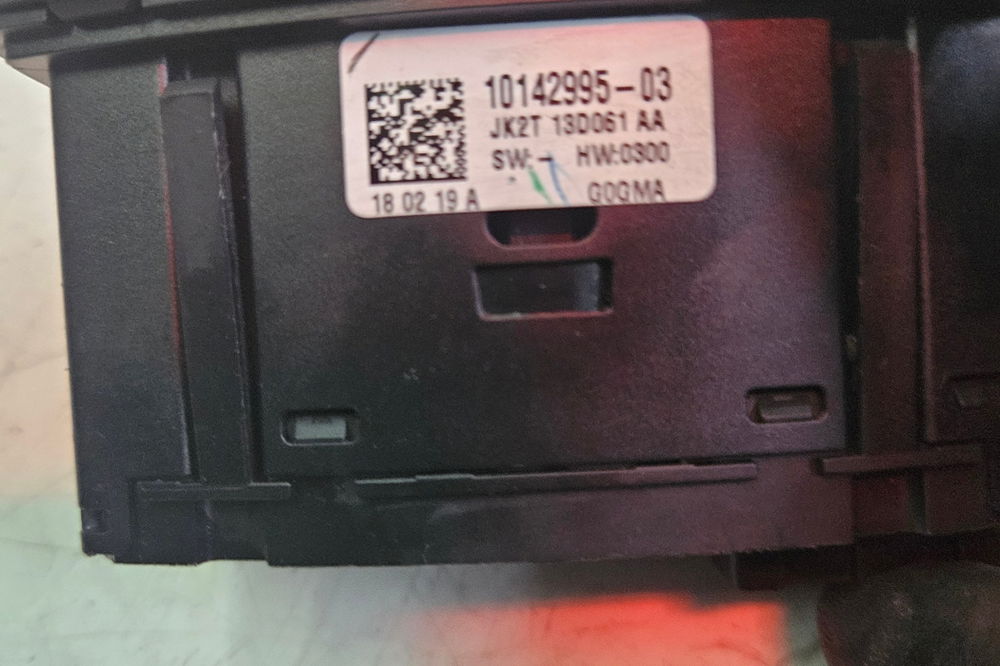 10142995-03
JK2T 13D061 AA
SW:- HW:0300
18 02 19 A G0GMA